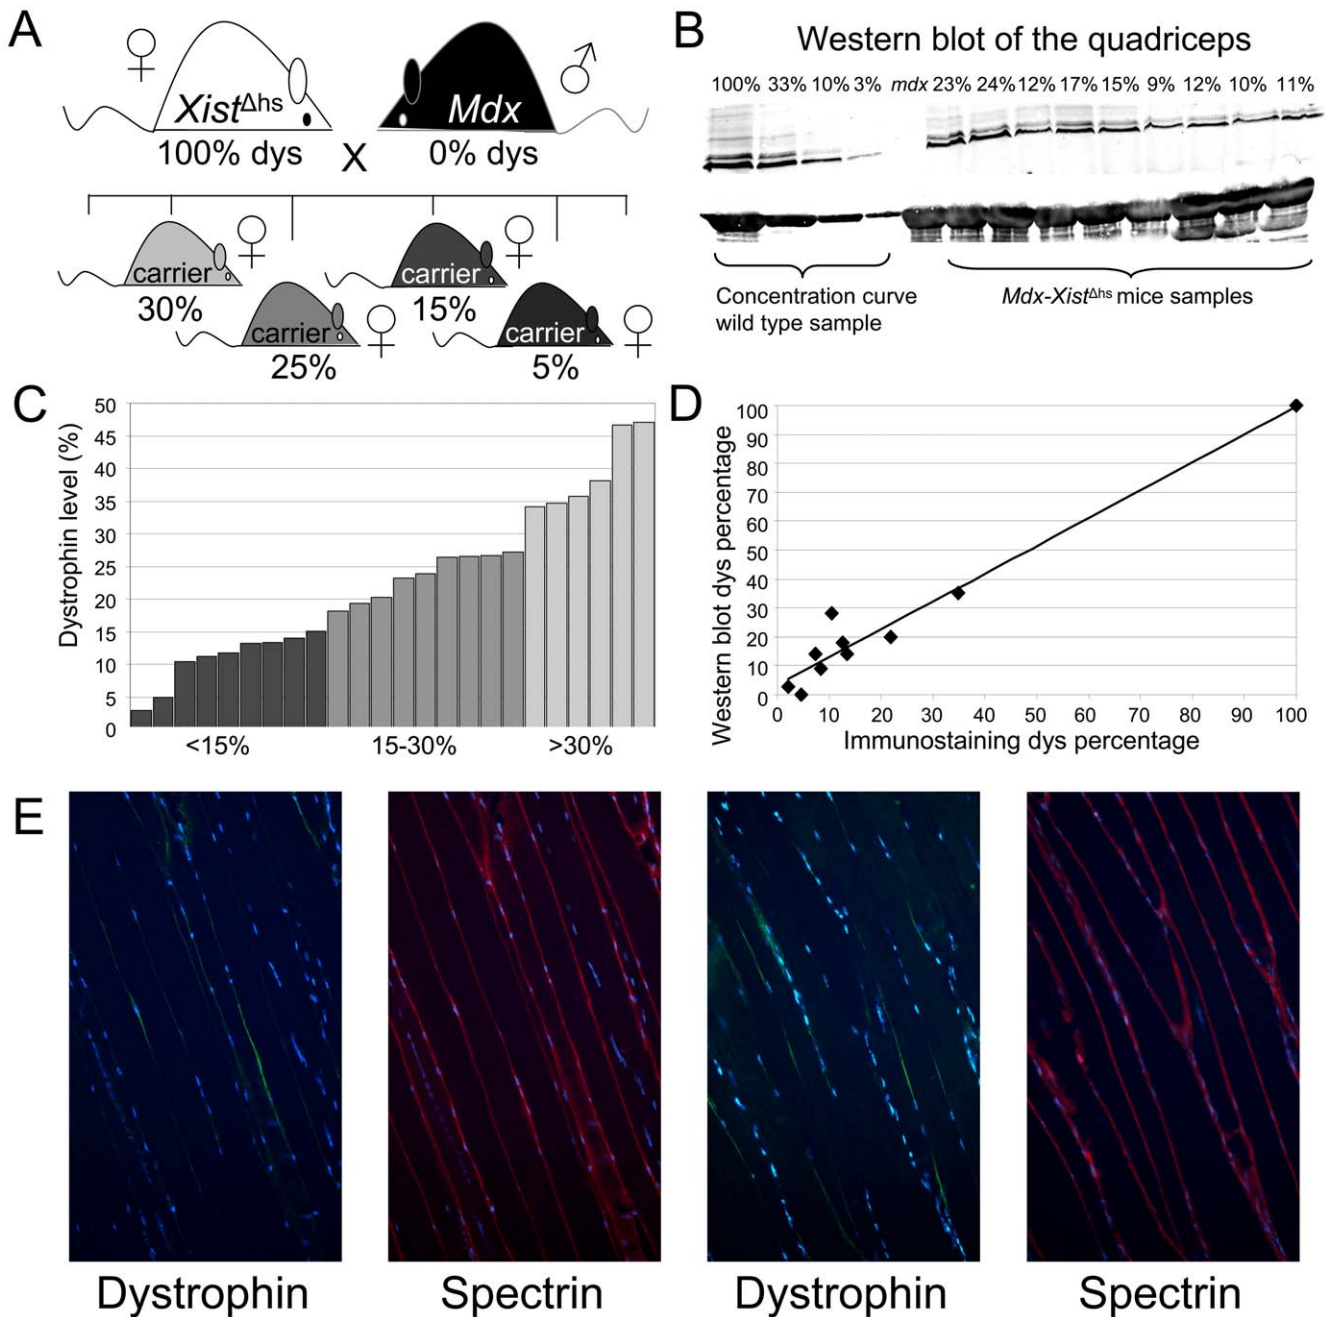 A
♀
Xist^Δhs
100% dys
X
Mdx
0% dys
♂
carrier
30%
♀
carrier
25%
♀
carrier
15%
♀
carrier
5%
♀
B
Western blot of the quadriceps
100% 33% 10% 3% mdx 23% 24% 12% 17% 15% 9% 12% 10% 11%
Concentration curve
wild type sample
Mdx-Xist^Δhs mice samples
C
Dystrophin level (%)
50
45
40
35
30
25
20
15
10
5
0
<15% 15-30% >30%
D
Western blot dys percentage
100
90
80
70
60
50
40
30
20
10
0
0 10 20 30 40 50 60 70 80 90 100
Immunostaining dys percentage
E
Dystrophin Spectrin Dystrophin Spectrin